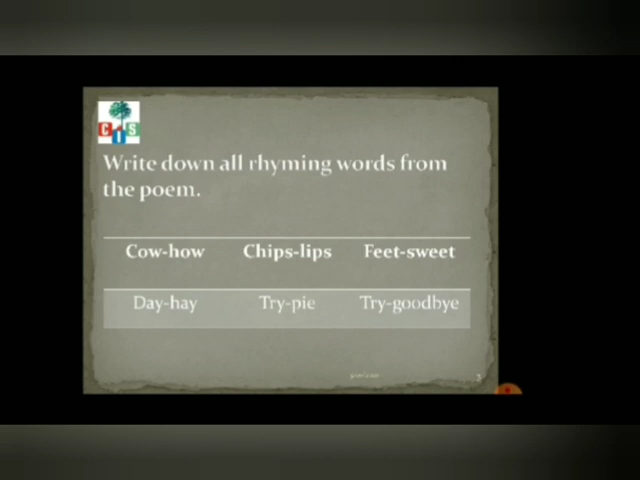 C I S
Write down all rhyming words from
the poem.
Cow-how Chips-lips Feet-sweet
Day-hay Try-pie Try-goodbye
3